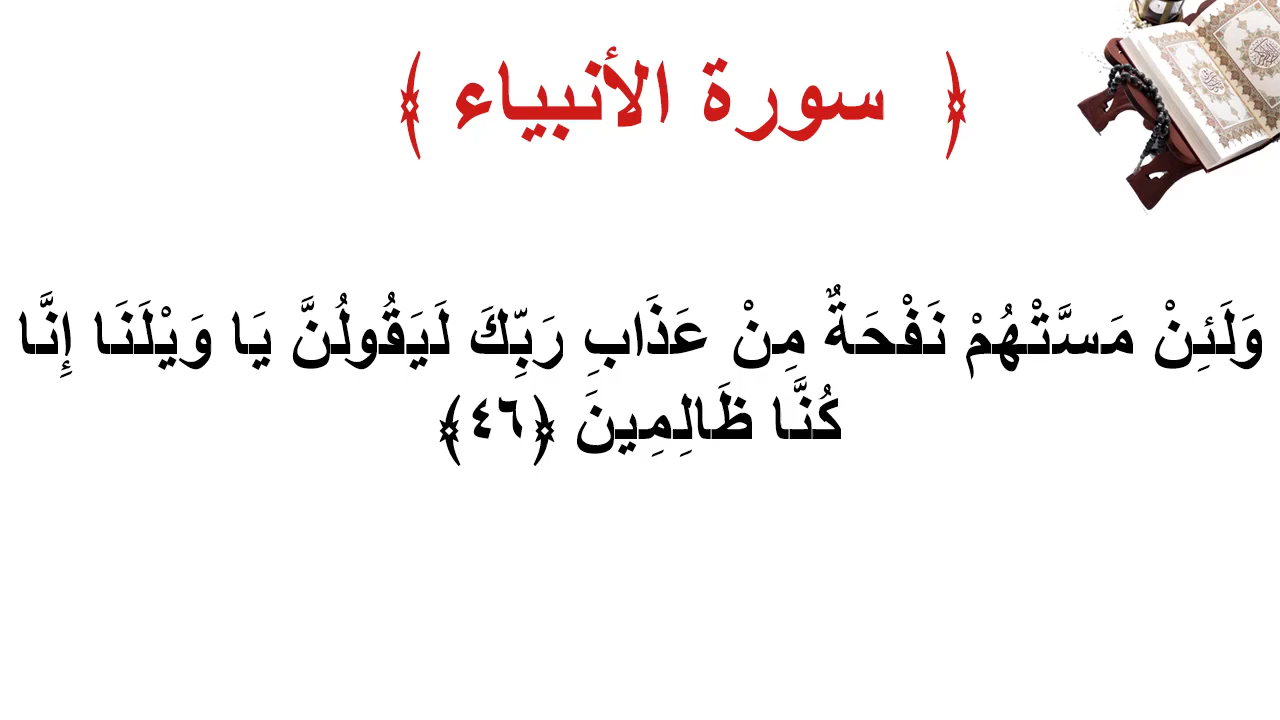 ﴿ سورة الأنبياء ﴾
وَلَئِنْ مَسَّتْهُمْ نَفْحَةٌ مِنْ عَذَابِ رَبِّكَ لَيَقُولُنَّ يَا وَيْلَنَا إِنَّا
كُنَّا ظَالِمِينَ ﴿٤٦﴾